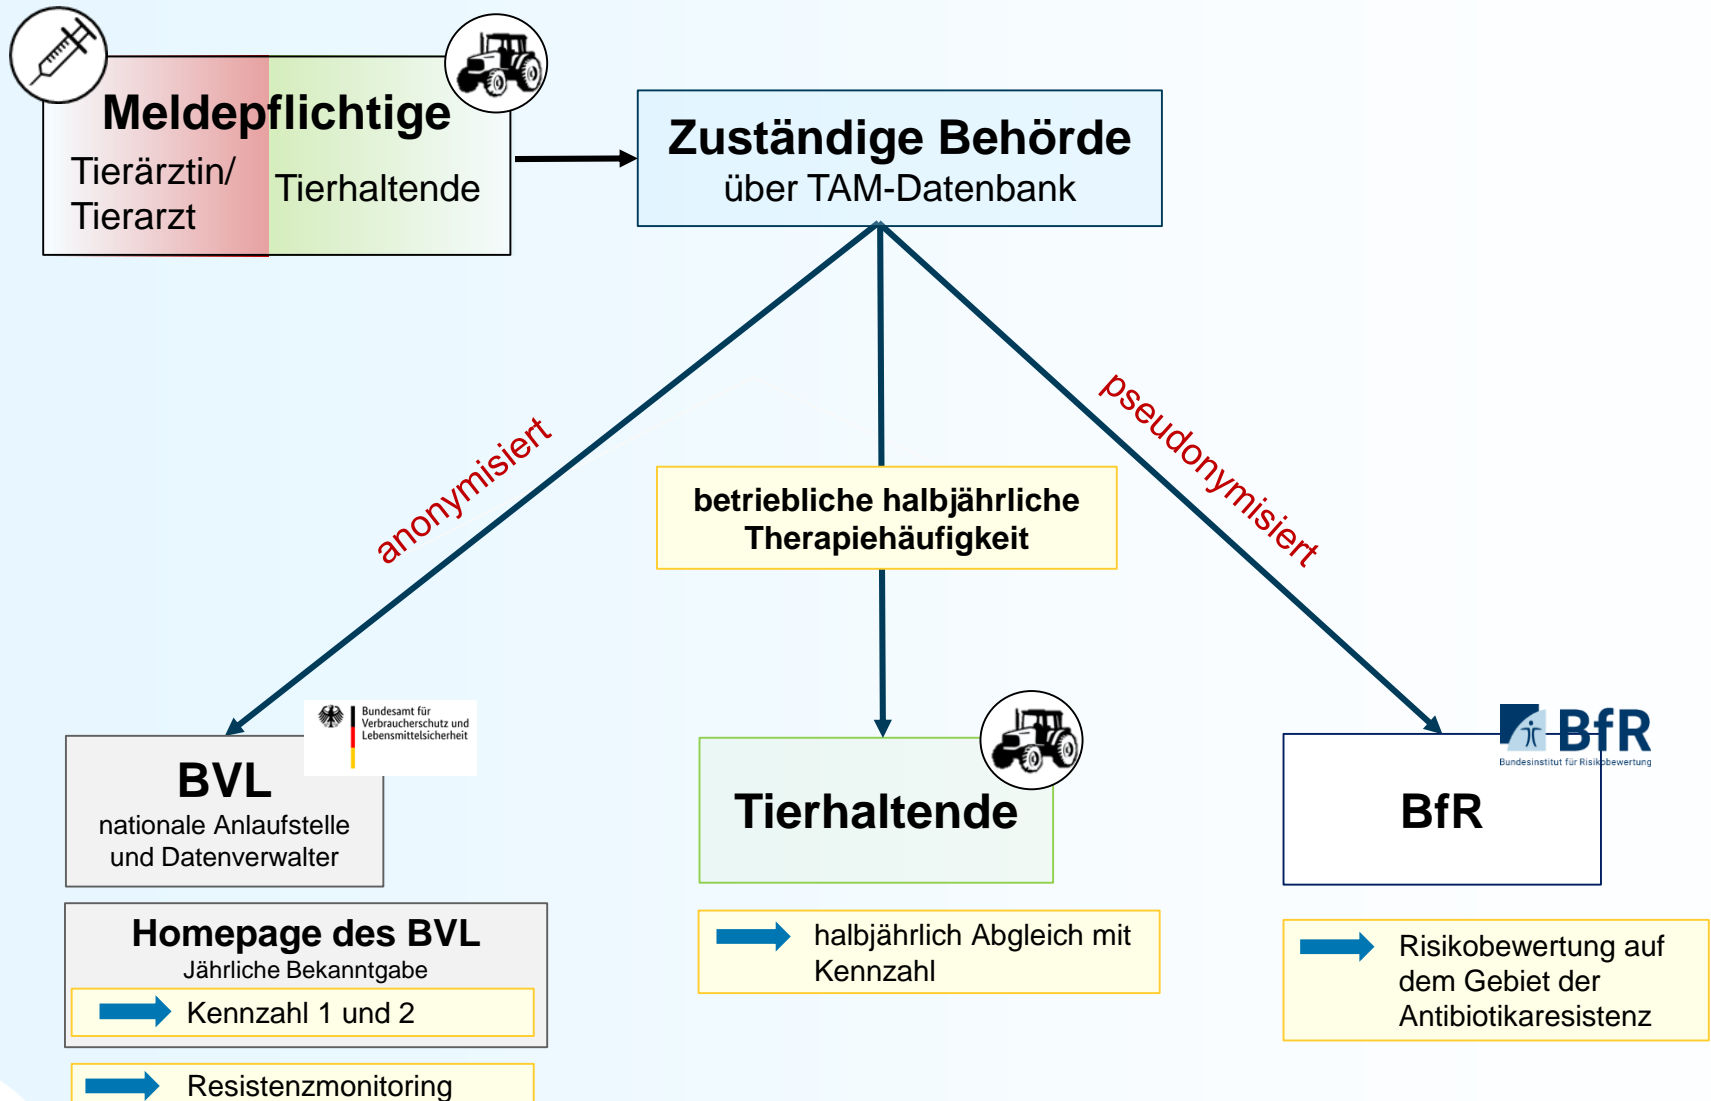 Meldepflichtige
Tierärztin/
Tierarzt
Tierhaltende
Zuständige Behörde
über TAM-Datenbank
anonymisiert
betriebliche halbjährliche
Therapiehäufigkeit
pseudonymisiert
Bundesamt für
Verbraucherschutz und
Lebensmittelsicherheit
BVL
nationale Anlaufstelle
und Datenverwalter
Homepage des BVL
Jährliche Bekanntgabe
Kennzahl 1 und 2
Resistenzmonitoring
Tierhaltende
halbjährlich Abgleich mit
Kennzahl
BfR
Bundesinstitut für Risikobewertung
BfR
Risikobewertung auf
dem Gebiet der
Antibiotikaresistenz